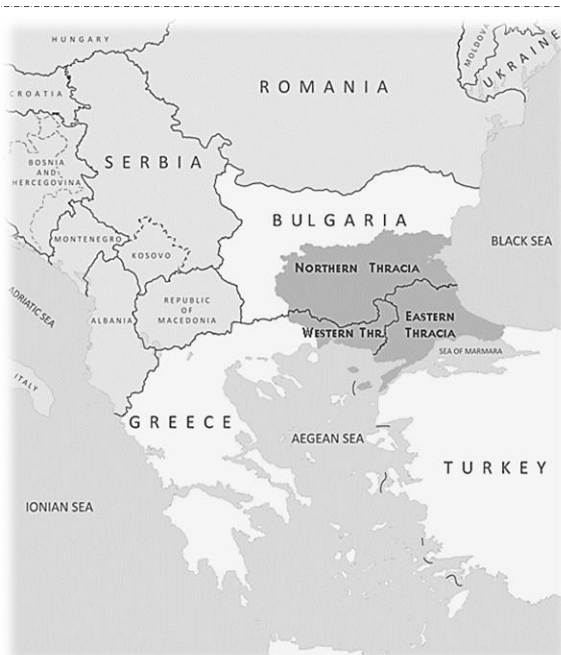 HUNGARY
MOLDOVA
UKRAINE
ROMANIA
CROATIA
BOSNIA
AND
HERCEGOVINA
SERBIA
BULGARIA
BLACK SEA
MONTENEGRO
KOSOVO
NORTHERN THRACIA
ADRIATIC SEA
ALBANIA
REPUBLIC
OF
MACEDONIA
WESTERN THR.
EASTERN
THRACIA
SEA OF MARMARA
ITALY
GREECE
AEGEAN SEA
TURKEY
IONIAN SEA